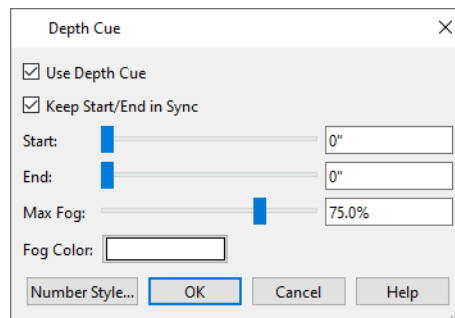 Depth Cue
Use Depth Cue
Keep Start/End in Sync
Start: 0"
End: 0"
Max Fog: 75.0%
Fog Color:
Number Style... OK Cancel Help